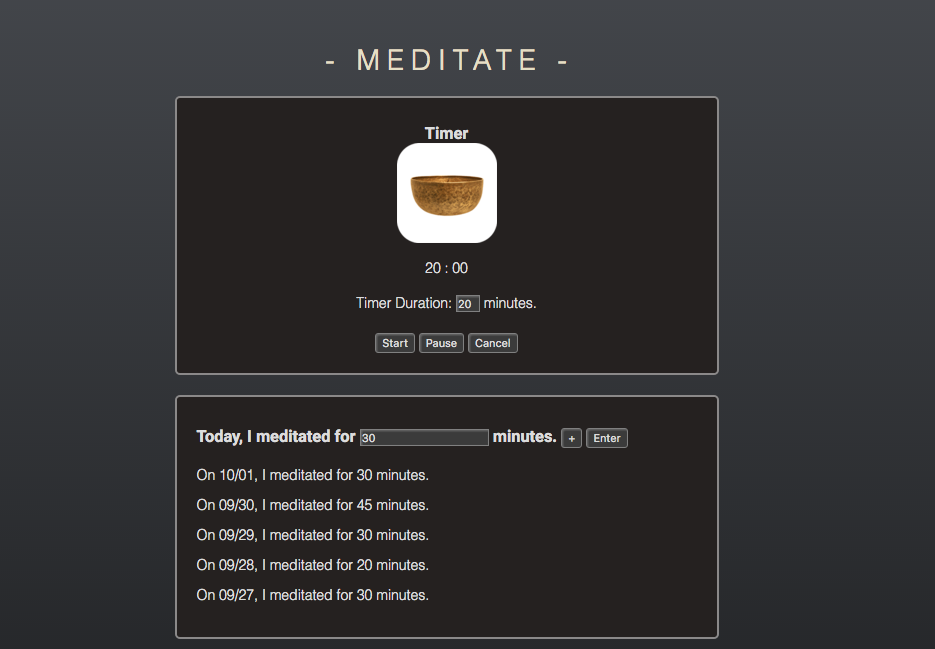 - MEDITATE -
Timer
20 : 00
Timer Duration: 20 minutes.
Start Pause Cancel
Today, I meditated for 30 minutes. + Enter
On 10/01, I meditated for 30 minutes.
On 09/30, I meditated for 45 minutes.
On 09/29, I meditated for 30 minutes.
On 09/28, I meditated for 20 minutes.
On 09/27, I meditated for 30 minutes.